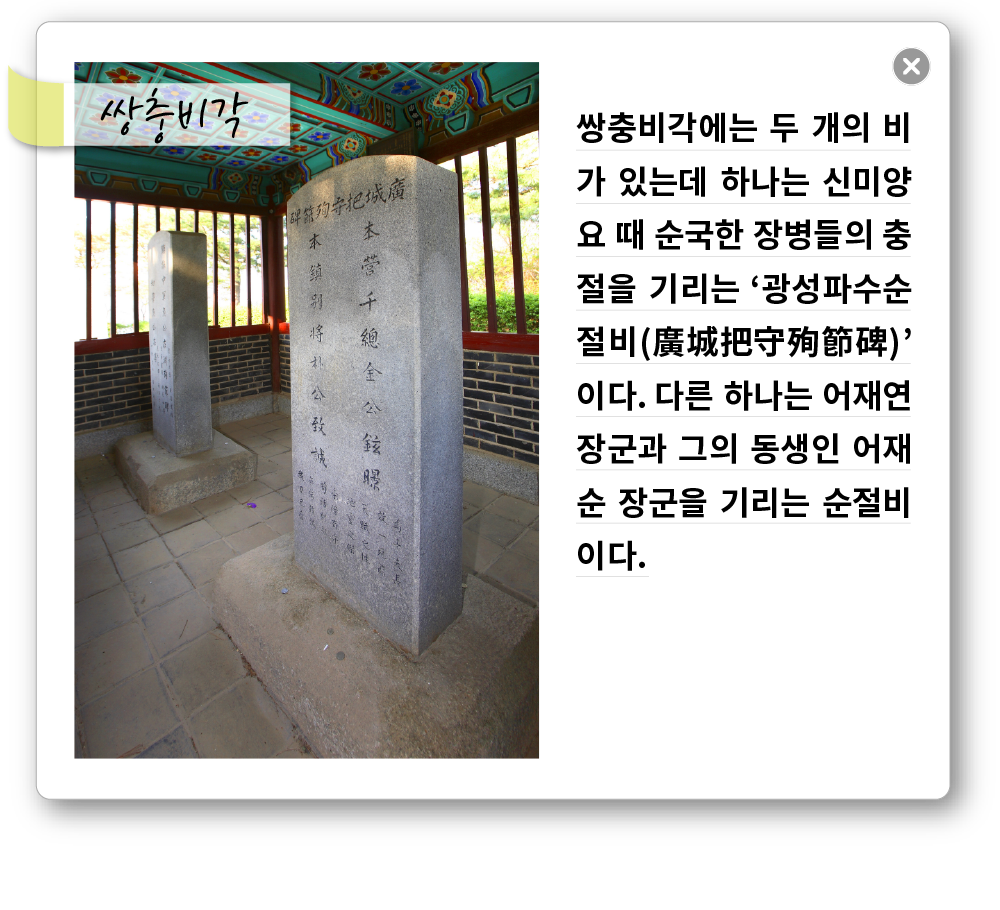 쌍충비각
쌍충비각에는 두 개의 비
가 있는데 하나는 신미양
요 때 순국한 장병들의 충
절을 기리는 ‘광성파수순
절비(廣城把守殉節碑)’
이다. 다른 하나는 어재연
장군과 그의 동생인 어재
순 장군을 기리는 순절비
이다.
廣城把守殉節碑
本營千總金公鉉暻
本鎭別將朴公致誠